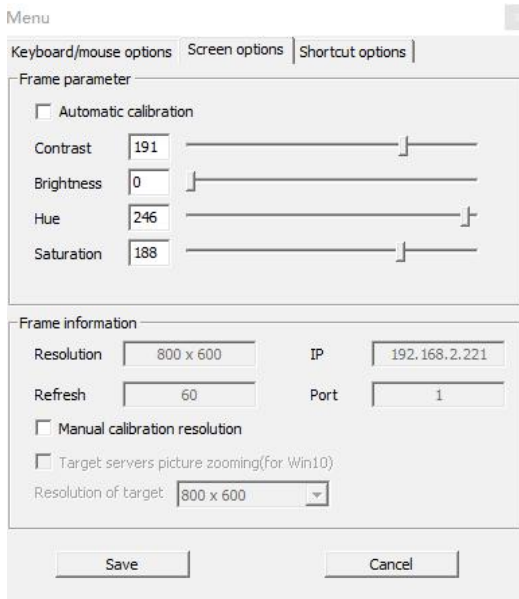 Menu
Keyboard/mouse options Screen options Shortcut options
Frame parameter
Automatic calibration
Contrast 191
Brightness 0
Hue 246
Saturation 188
Frame information
Resolution 800 x 600 IP 192.168.2.221
Refresh 60 Port 1
Manual calibration resolution
Target servers picture zooming(for Win10)
Resolution of target 800 x 600
Save Cancel